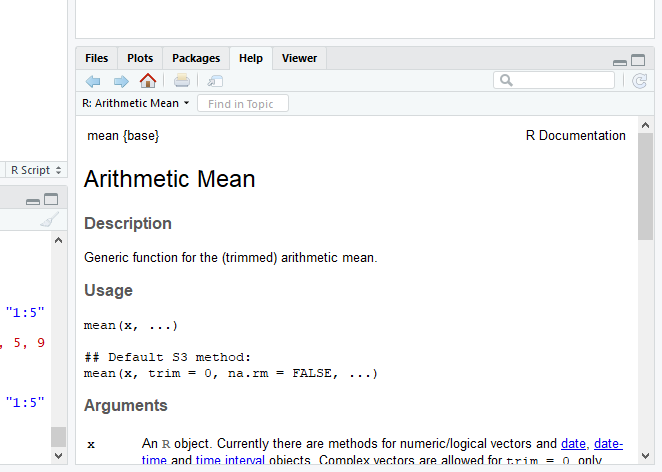 Files Plots Packages Help Viewer
R: Arithmetic Mean Find in Topic
mean {base} R Documentation
Arithmetic Mean
Description
Generic function for the (trimmed) arithmetic mean.
Usage
mean(x, ...)
## Default S3 method:
mean(x, trim = 0, na.rm = FALSE, ...)
Arguments
x An R object. Currently there are methods for numeric/logical vectors and date, date-
time and time interval objects. Complex vectors are allowed for trim = 0, only
R Script
"1:5"
, 5, 9
"1:5"